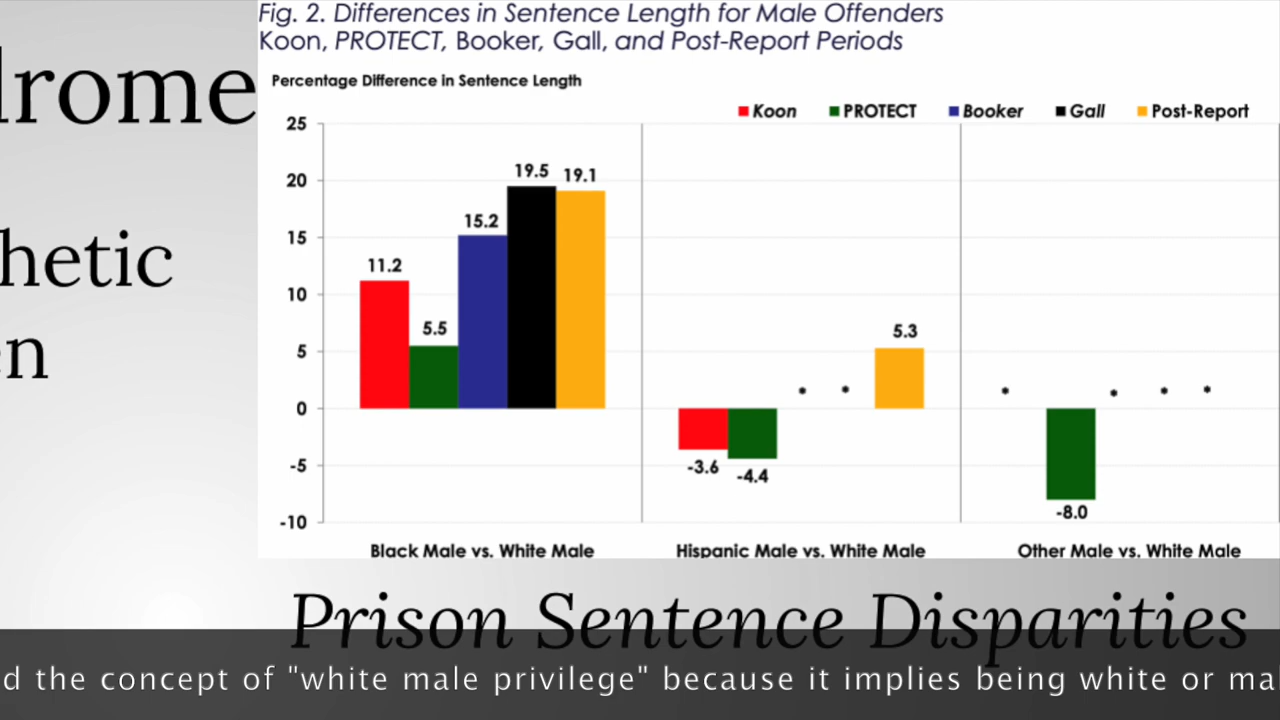 Fig. 2. Differences in Sentence Length for Male Offenders
Koon, PROTECT, Booker, Gall, and Post-Report Periods
drome
hetic
en
Percentage Difference in Sentence Length
Koon PROTECT Booker Gall Post-Report
25
20
15
10
5
0
-5
-10
11.2
5.5
15.2
19.5
19.1
-3.6
-4.4
*
*
5.3
*
-8.0
*
*
*
Black Male vs. White Male
Hispanic Male vs. White Male
Other Male vs. White Male
Prison Sentence Disparities
d the concept of "white male privilege" because it implies being white or ma